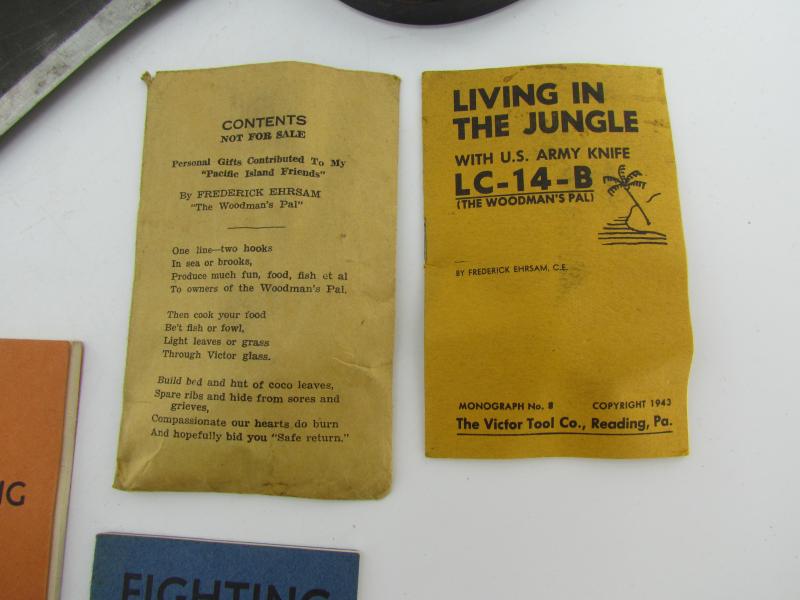 CONTENTS
NOT FOR SALE
Personal Gifts Contributed To My
"Pacific Island Friends"
By FREDERICK EHRSAM
"The Woodman's Pal"
One line—two hooks
In sea or brooks,
Produce much fun, food, fish et al
To owners of the Woodman's Pal.
Then cook your food
Be't fish or fowl,
Light leaves or grass
Through Victor glass.
Build bed and hut of coco leaves,
Spare ribs and hide from sores and
grieves,
Compassionate our hearts do burn
And hopefully bid you "Safe return."
LIVING IN
THE JUNGLE
WITH U.S. ARMY KNIFE
LC-14-B
(THE WOODMAN'S PAL)
BY FREDERICK EHRSAM, C.E.
MONOGRAPH No. 8 COPYRIGHT 1943
The Victor Tool Co., Reading, Pa.
NG
FIGHTING